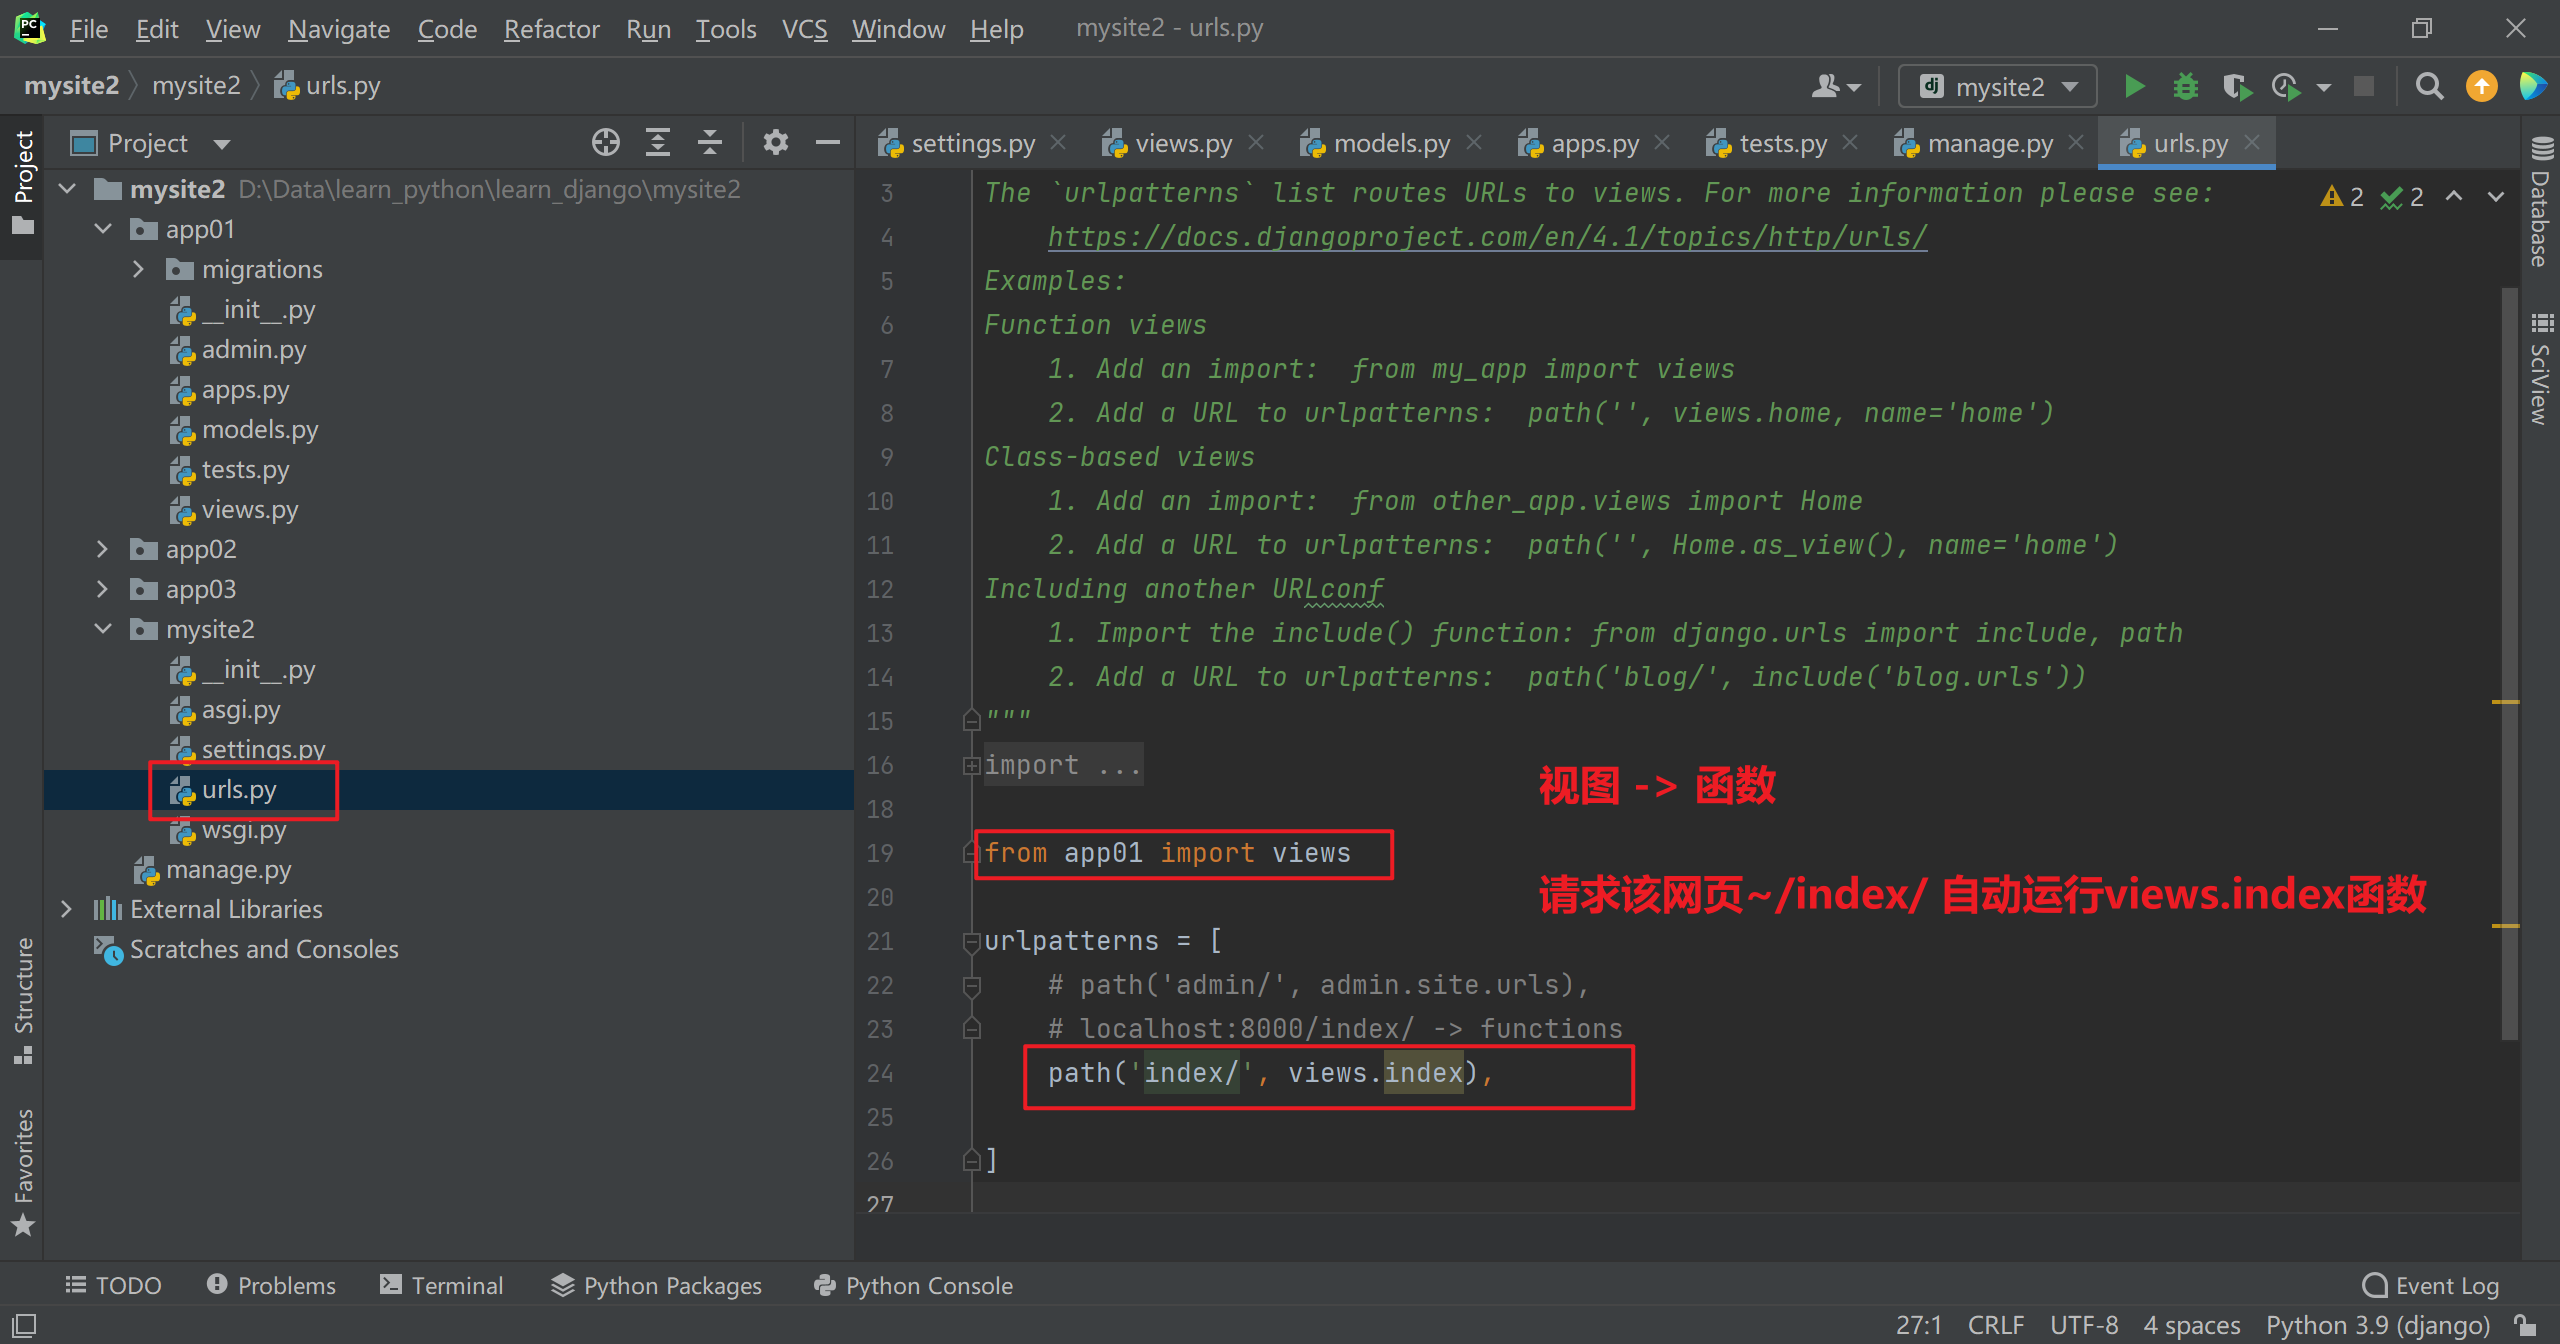 File Edit View Navigate Code Refactor Run Tools VCS Window Help mysite2 - urls.py
mysite2 mysite2 urls.py
mysite2
Project
settings.py views.py models.py apps.py tests.py manage.py urls.py
Project
Structure
Favorites
mysite2 D:\Data\learn_python\learn_django\mysite2
app01
migrations
__init__.py
admin.py
apps.py
models.py
tests.py
views.py
app02
app03
mysite2
__init__.py
asgi.py
settings.py
urls.py
wsgi.py
manage.py
External Libraries
Scratches and Consoles
3 The `urlpatterns` list routes URLs to views. For more information please see:
4 https://docs.djangoproject.com/en/4.1/topics/http/urls/
5 Examples:
6 Function views
7 1. Add an import:  from my_app import views
8 2. Add a URL to urlpatterns:  path('', views.home, name='home')
9 Class-based views
10 1. Add an import:  from other_app.views import Home
11 2. Add a URL to urlpatterns:  path('', Home.as_view(), name='home')
12 Including another URLconf
13 1. Import the include() function: from django.urls import include, path
14 2. Add a URL to urlpatterns:  path('blog/', include('blog.urls'))
15 """
16 import ...
18
19 from app01 import views
20
21 urlpatterns = [
22 # path('admin/', admin.site.urls),
23 # localhost:8000/index/ -> functions
24 path('index/', views.index),
25
26 ]
27
视图 -> 函数
请求该网页~/index/ 自动运行views.index函数
2 2
Database
SciView
TODO Problems Terminal Python Packages Python Console Event Log
27:1 CRLF UTF-8 4 spaces Python 3.9 (django)